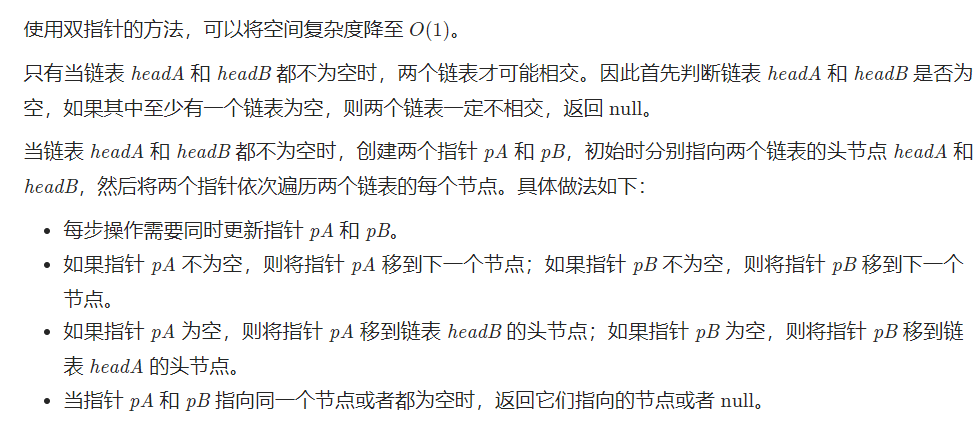 使用双指针的方法，可以将空间复杂度降至 O(1)。
只有当链表 headA 和 headB 都不为空时，两个链表才可能相交。因此首先判断链表 headA 和 headB 是否为
空，如果其中至少有一个链表为空，则两个链表一定不相交，返回 null。
当链表 headA 和 headB 都不为空时，创建两个指针 pA 和 pB，初始时分别指向两个链表的头节点 headA 和
headB，然后将两个指针依次遍历两个链表的每个节点。具体做法如下：
• 每步操作需要同时更新指针 pA 和 pB。
• 如果指针 pA 不为空，则将指针 pA 移到下一个节点；如果指针 pB 不为空，则将指针 pB 移到下一个
节点。
• 如果指针 pA 为空，则将指针 pA 移到链表 headB 的头节点；如果指针 pB 为空，则将指针 pB 移到链
表 headA 的头节点。
• 当指针 pA 和 pB 指向同一个节点或者都为空时，返回它们指向的节点或者 null。